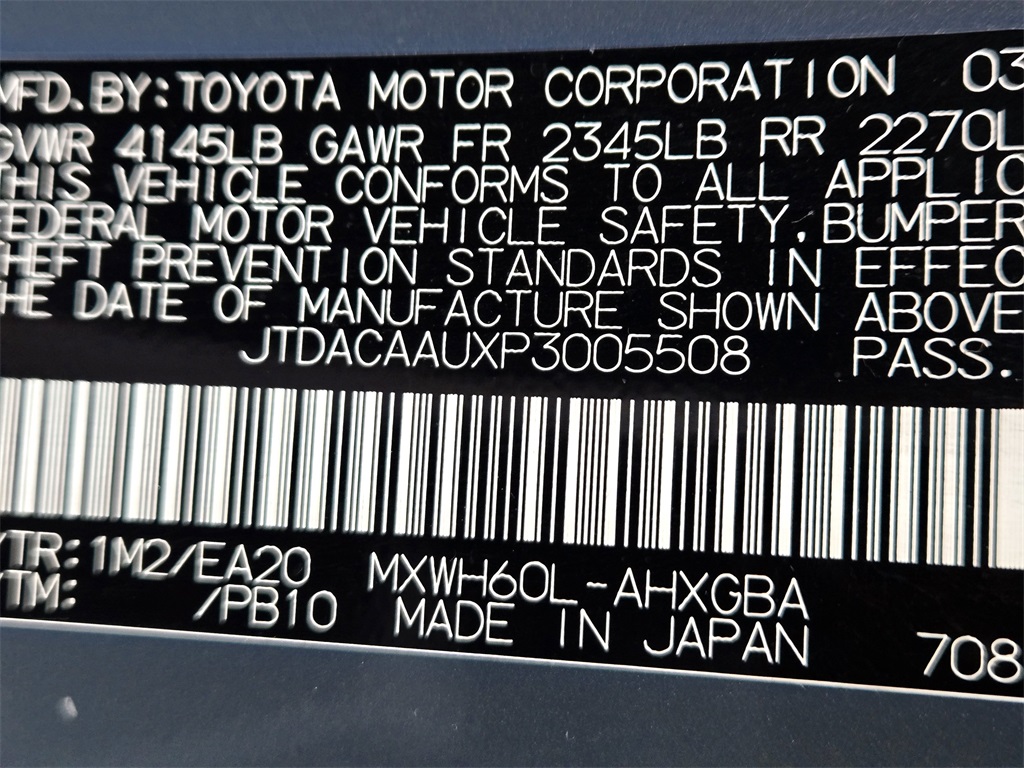 MFD. BY: TOYOTA MOTOR CORPORATION 03
GVWR 4145LB GAWR FR 2345LB RR 2270L
THIS VEHICLE CONFORMS TO ALL APPLIC
FEDERAL MOTOR VEHICLE SAFETY, BUMPER
HEFT PREVENTION STANDARDS IN EFFEC
HE DATE OF MANUFACTURE SHOWN ABOVE
JTDACAAUXP3005508 PASS.
/TR: 1M2/EA20 MXWH60L-AHXGBA
/TM: /PB10 MADE IN JAPAN 708